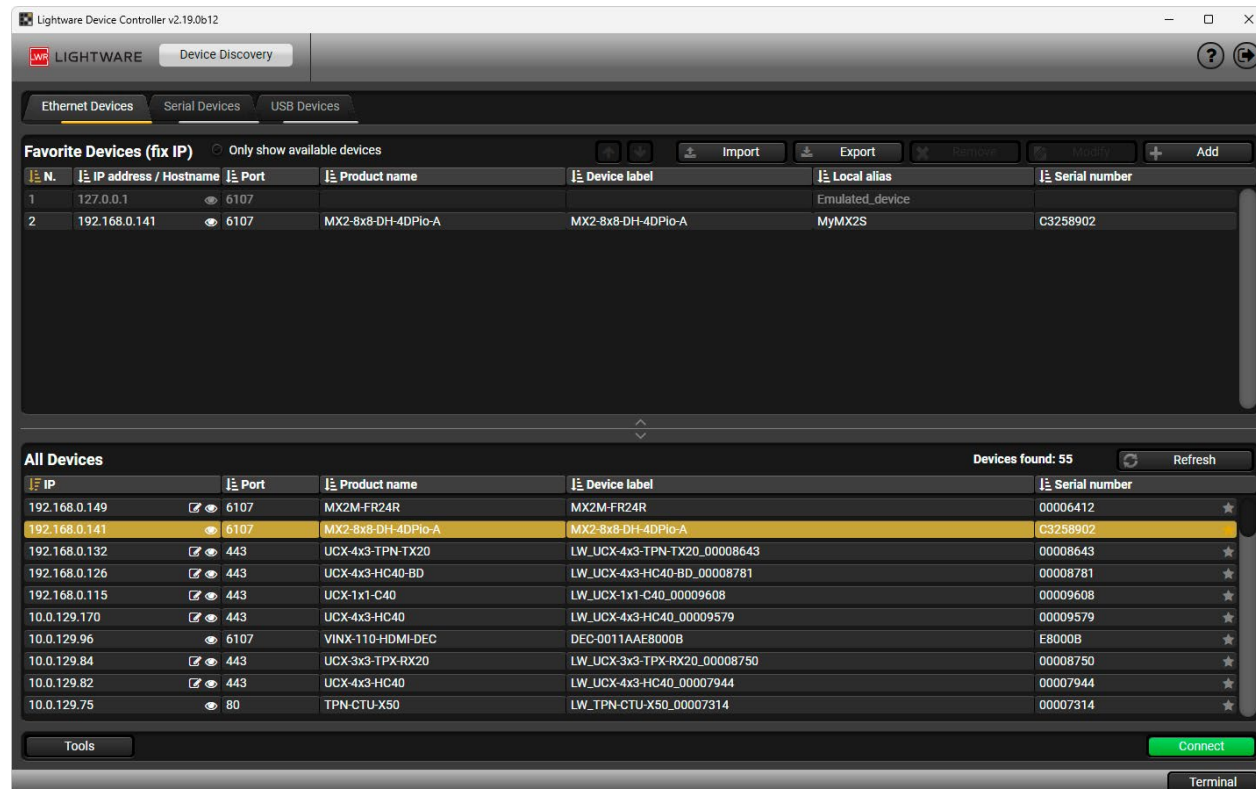 Lightware Device Controller v2.19.0b12
LWR LIGHTWARE Device Discovery ?
Ethernet Devices Serial Devices USB Devices
Favorite Devices (fix IP) Only show available devices Import Export Remove Modify Add
N. IP address / Hostname Port Product name Device label Local alias Serial number
1 127.0.0.1 6107 Emulated_device
2 192.168.0.141 6107 MX2-8x8-DH-4DPio-A MX2-8x8-DH-4DPio-A MyMX2S C3258902
All Devices Devices found: 55 Refresh
IP Port Product name Device label Serial number
192.168.0.149 6107 MX2M-FR24R MX2M-FR24R 00006412
192.168.0.141 6107 MX2-8x8-DH-4DPio-A MX2-8x8-DH-4DPio-A C3258902
192.168.0.132 443 UCX-4x3-TPN-TX20 LW_UCX-4x3-TPN-TX20_00008643 00008643
192.168.0.126 443 UCX-4x3-HC40-BD LW_UCX-4x3-HC40-BD_00008781 00008781
192.168.0.115 443 UCX-1x1-C40 LW_UCX-1x1-C40_00009608 00009608
10.0.129.170 443 UCX-4x3-HC40 LW_UCX-4x3-HC40_00009579 00009579
10.0.129.96 6107 VINX-110-HDMI-DEC DEC-0011AAE8000B E8000B
10.0.129.84 443 UCX-3x3-TPX-RX20 LW_UCX-3x3-TPX-RX20_00008750 00008750
10.0.129.82 443 UCX-4x3-HC40 LW_UCX-4x3-HC40_00007944 00007944
10.0.129.75 80 TPN-CTU-X50 LW_TPN-CTU-X50_00007314 00007314
Tools Connect
Terminal